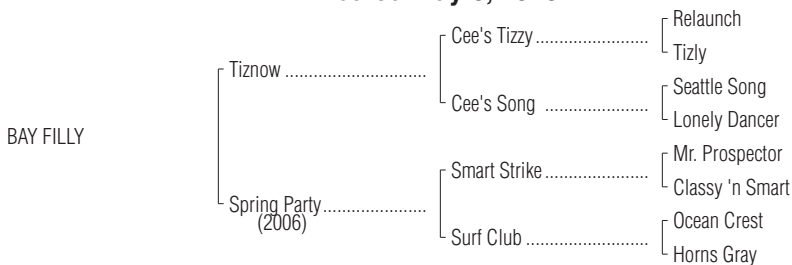 Relaunch
Cee's Tizzy
Tizly
Tiznow
Seattle Song
Cee's Song
Lonely Dancer
BAY FILLY
Mr. Prospector
Smart Strike
Classy 'n Smart
Spring Party
(2006)
Ocean Crest
Surf Club
Horns Gray